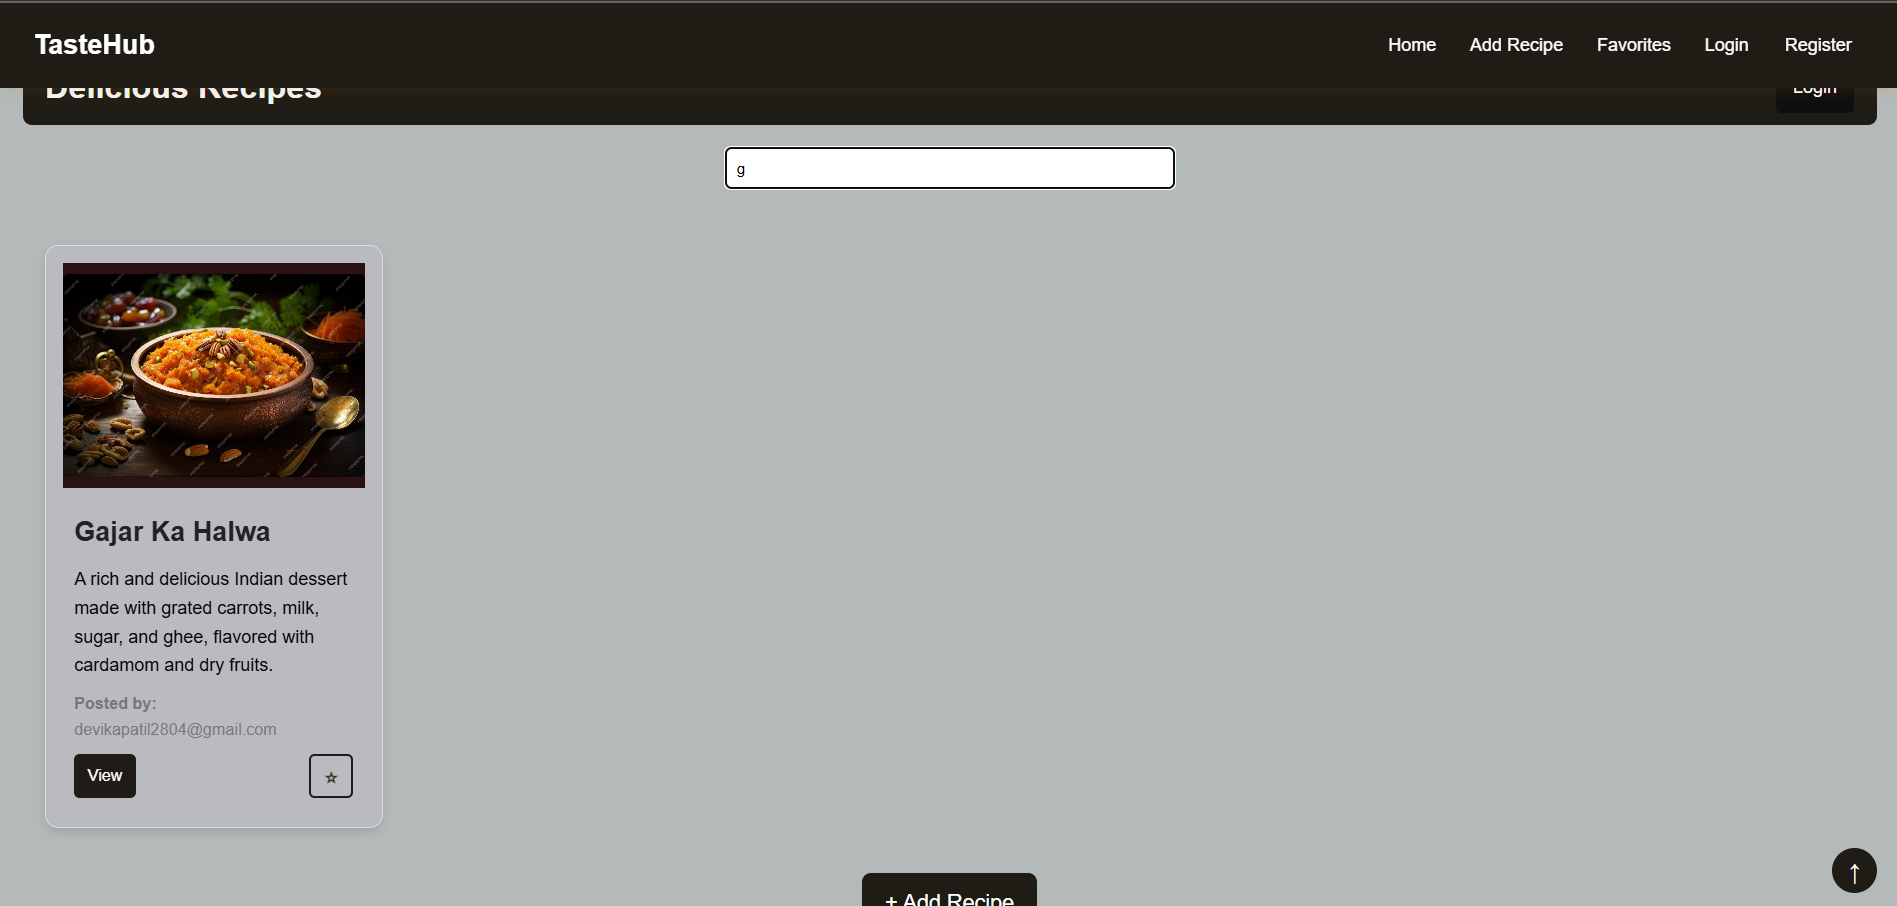 TasteHub
Home
Add Recipe
Favorites
Login
Register
Delicious Recipes
Login
g
Gajar Ka Halwa
A rich and delicious Indian dessert
made with grated carrots, milk,
sugar, and ghee, flavored with
cardamom and dry fruits.
Posted by:
devikapatil2804@gmail.com
View
☆
↑
+ Add Recipe